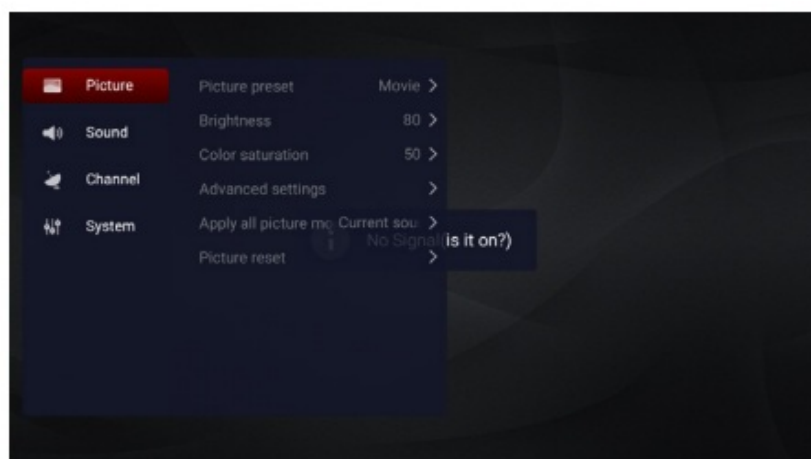 Picture
Sound
Channel
System
Picture preset Movie
Brightness 80
Color saturation 50
Advanced settings
Apply all picture mo Current sou
Picture reset
No Signal(is it on?)